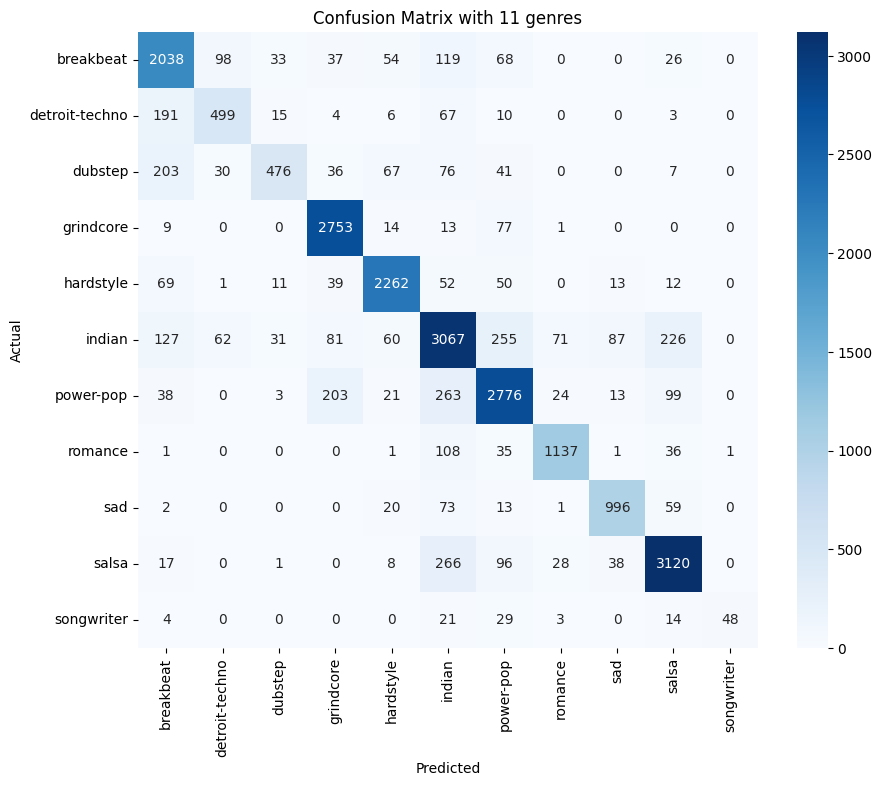 Confusion Matrix with 11 genres
breakbeat 2038 98 33 37 54 119 68 0 0 26 0
detroit-techno 191 499 15 4 6 67 10 0 0 3 0
dubstep 203 30 476 36 67 76 41 0 0 7 0
grindcore 9 0 0 2753 14 13 77 1 0 0 0
hardstyle 69 1 11 39 2262 52 50 0 13 12 0
indian 127 62 31 81 60 3067 255 71 87 226 0
power-pop 38 0 3 203 21 263 2776 24 13 99 0
romance 1 0 0 0 1 108 35 1137 1 36 1
sad 2 0 0 0 20 73 13 1 996 59 0
salsa 17 0 1 0 8 266 96 28 38 3120 0
songwriter 4 0 0 0 0 21 29 3 0 14 48
Actual
breakbeat detroit-techno dubstep grindcore hardstyle indian power-pop romance sad salsa songwriter
Predicted
3000
2500
2000
1500
1000
500
0